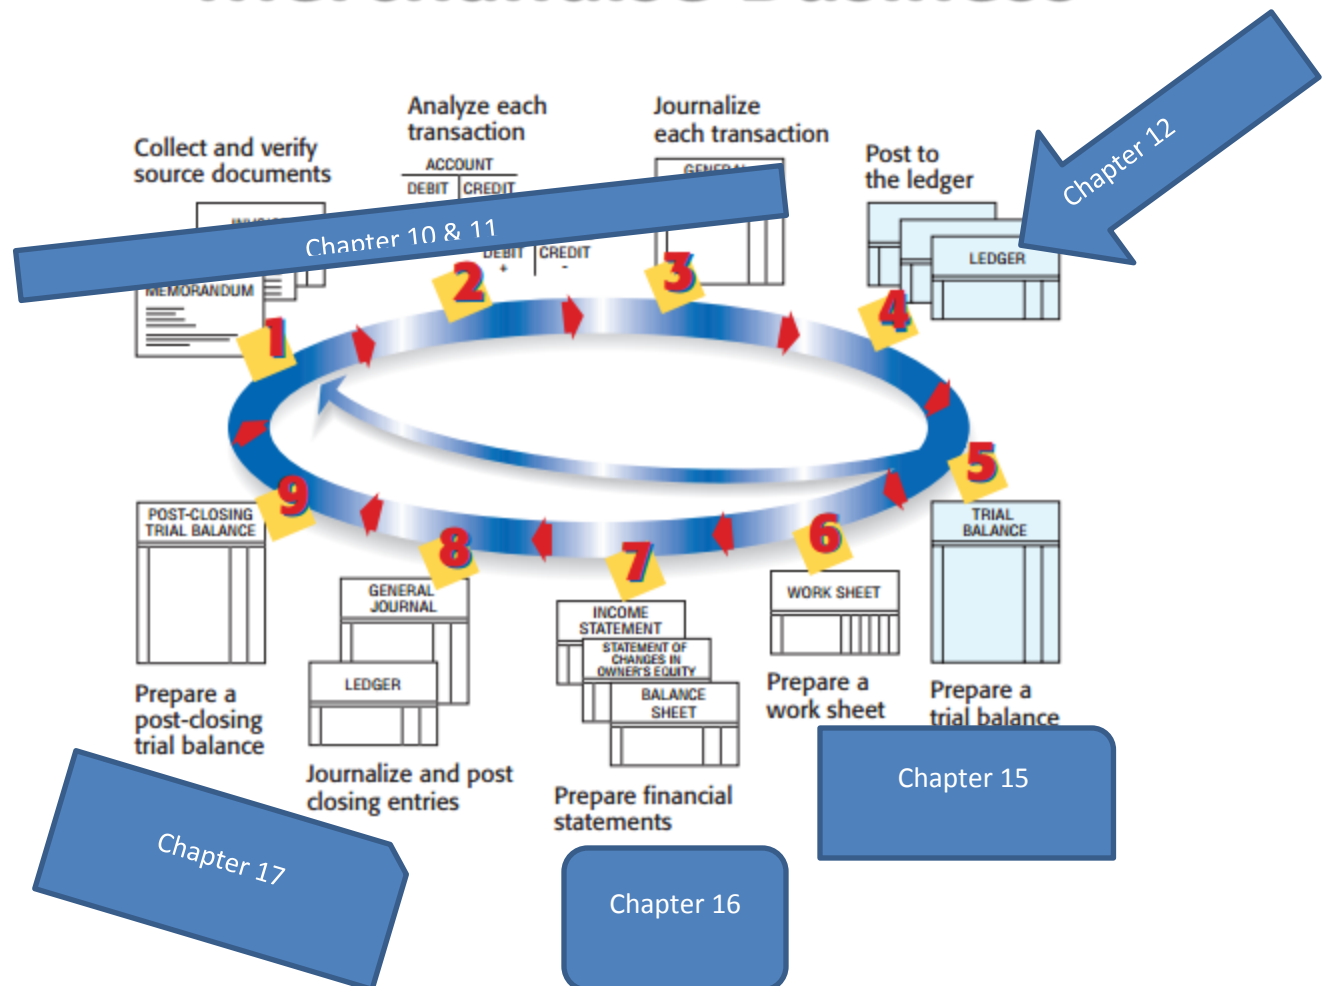 Merchandise Business
Analyze each
transaction
Journalize
each transaction
Collect and verify
source documents
Post to
the ledger
Chapter 12
ACCOUNT
DEBIT CREDIT
GENERAL
Chapter 10 & 11
DEBIT CREDIT
+ -
MEMORANDUM
LEDGER
1
2
3
4
5
6
7
8
9
POST-CLOSING
TRIAL BALANCE
Prepare a
post-closing
trial balance
GENERAL
JOURNAL
LEDGER
Journalize and post
closing entries
INCOME
STATEMENT
STATEMENT OF
CHANGES IN
OWNER'S EQUITY
BALANCE
SHEET
Prepare financial
statements
WORK SHEET
Prepare a
work sheet
TRIAL
BALANCE
Prepare a
trial balance
Chapter 15
Chapter 16
Chapter 17